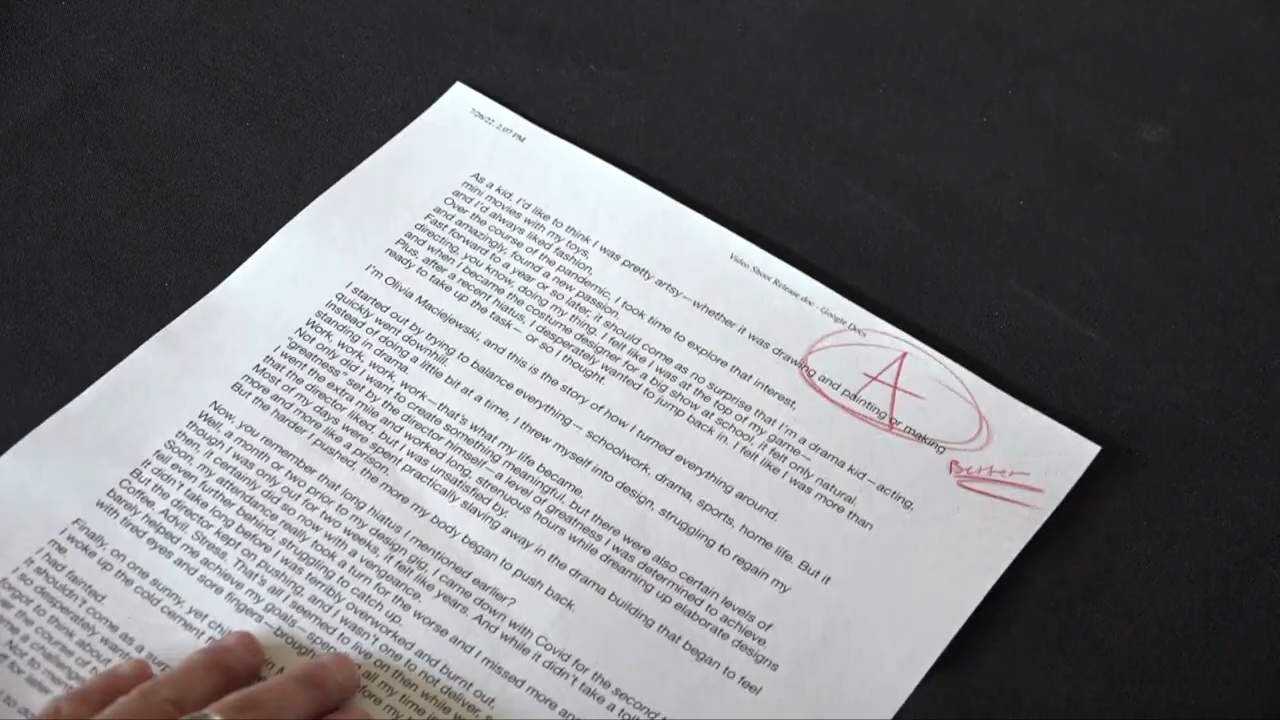 7/26/22, 2:07 PM
Video Shoot Release.doc - Google Docs
A
Better
As a kid, I'd like to think I was pretty artsy—whether it was drawing and painting or making
mini movies with my toys,
and I'd always liked fashion.
Over the course of the pandemic, I took time to explore that interest,
and amazingly, found a new passion.
Fast forward to a year or so later, it should come as no surprise that I'm a drama kid—acting,
directing, you know, doing my thing. I felt like I was at the top of my game—
and when I became the costume designer for a big show at school, it felt only natural.
Plus, after a recent hiatus, I desperately wanted to jump back in. I felt like I was more than
ready to take up the task— or so I thought.
I'm Olivia Maciejewski, and this is the story of how I turned everything around.
I started out by trying to balance everything— schoolwork, drama, sports, home life. But it
quickly went downhill.
Instead of doing a little bit at a time, I threw myself into design, struggling to regain my
standing in drama.
Work, work, work—that's what my life became.
Not only did I want to create something meaningful, but there were also certain levels of
"greatness" set by the director himself—a level of greatness I was determined to achieve.
I went the extra mile and worked long, strenuous hours while dreaming up elaborate designs
that the director liked, but I was unsatisfied by.
Most of my days were spent practically slaving away in the drama building that began to feel
more and more like a prison.
But the harder I pushed, the more my body began to push back.
Now, you remember that long hiatus I mentioned earlier?
Well, a month or two prior to my design gig, I came down with Covid for the second
though I was only out for two weeks, it felt like years. And while it didn't take a toll
then, it certainly did so now with a vengeance.
Soon, my attendance really took a turn for the worse and I missed more and
fell even further behind, struggling to catch up.
It didn't take long before I was terribly overworked and burnt out,
But the director kept on pushing, and I wasn't one to not deliver, s
Coffee. Advil. Stress. That's all I seemed to live on then while w
barely helped me achieve my goals—spen all my time in
with tired eyes and sore fingers—brough efore my
Finally, on one sunny, yet chi in
I woke up the cold cement
me.
I had fainted.
It shouldn't come as a surp
I so desperately want
forgot to think about
the course of
a challeng
for late